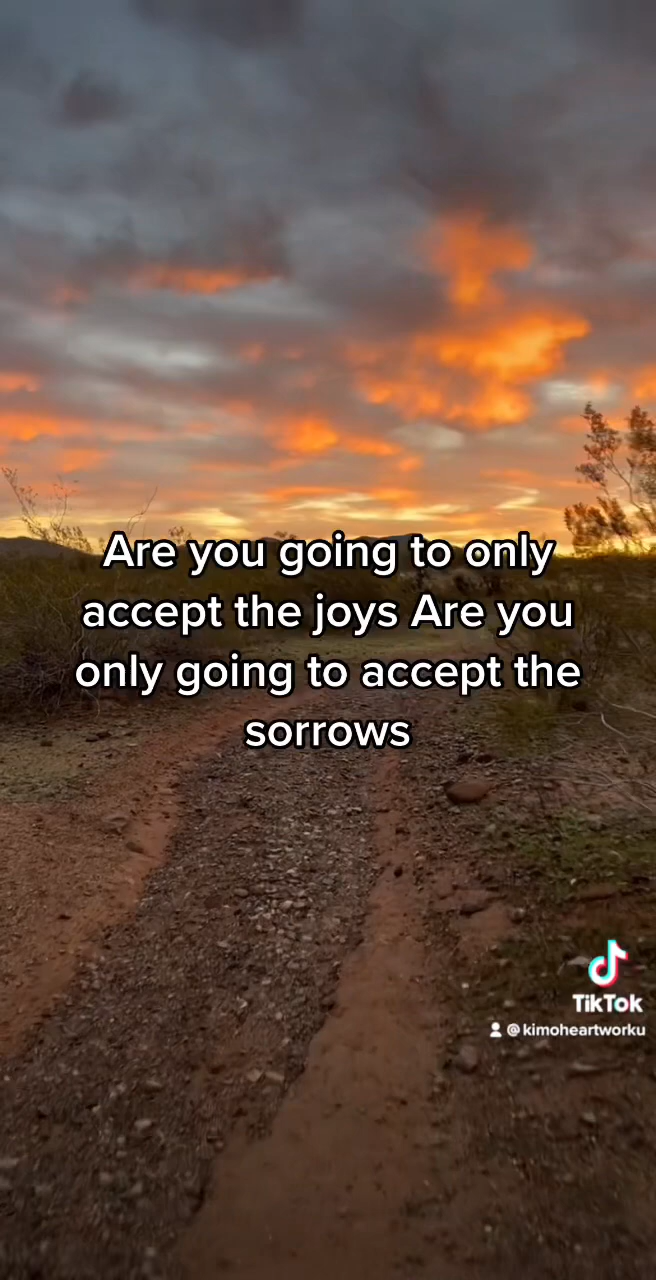 Are you going to only
accept the joys Are you
only going to accept the
sorrows
TikTok
@kimoheartworku